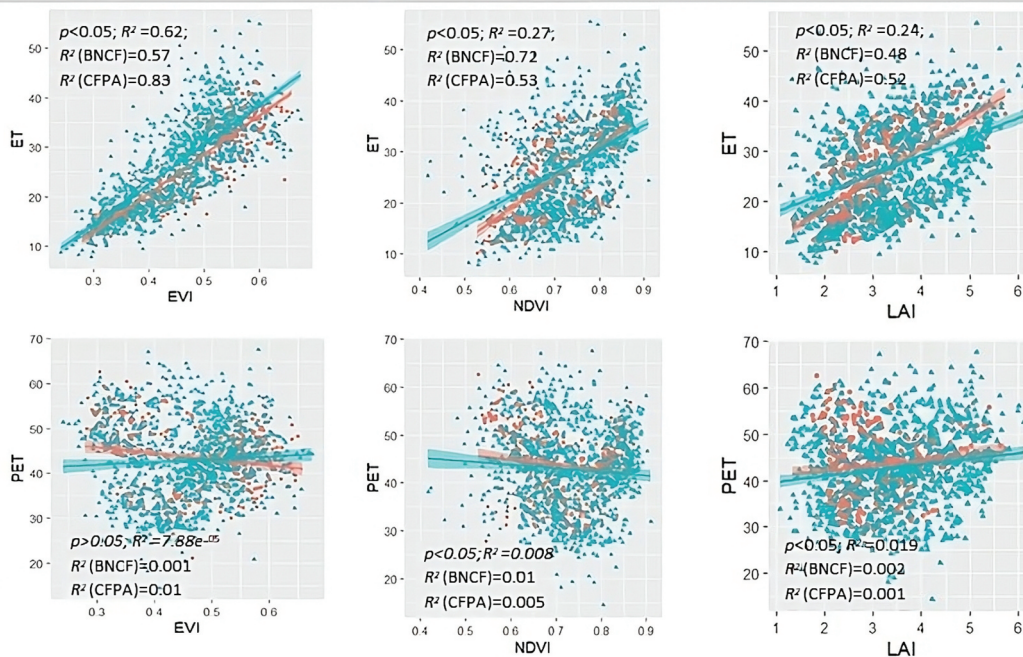 p<0.05; R²=0.62;
R² (BNCF)=0.57
R² (CFPA)=0.83
50
40
30
20
10
ET
0.3 0.4 0.5 0.6
EVI
p<0.05; R²=0.27;
R² (BNCF)=0.72
R² (CFPA)=0.53
50
40
30
20
10
ET
0.4 0.5 0.6 0.7 0.8 0.9
NDVI
p<0.05; R²=0.24;
R² (BNCF)=0.48
R² (CFPA)=0.52
50
40
30
20
10
ET
1 2 3 4 5 6
LAI
70
60
50
40
30
20
PET
p>0.05; R²=7.88e-05
R² (BNCF)=0.001
R² (CFPA)=0.01
0.3 0.4 0.5 0.6
EVI
70
60
50
40
30
20
PET
p<0.05; R²=0.008
R² (BNCF)=0.01
R² (CFPA)=0.005
0.4 0.5 0.6 0.7 0.8 0.9
NDVI
70
60
50
40
30
20
PET
p<0.05; R²=0.019
R² (BNCF)=0.002
R² (CFPA)=0.001
1 2 3 4 5 6
LAI